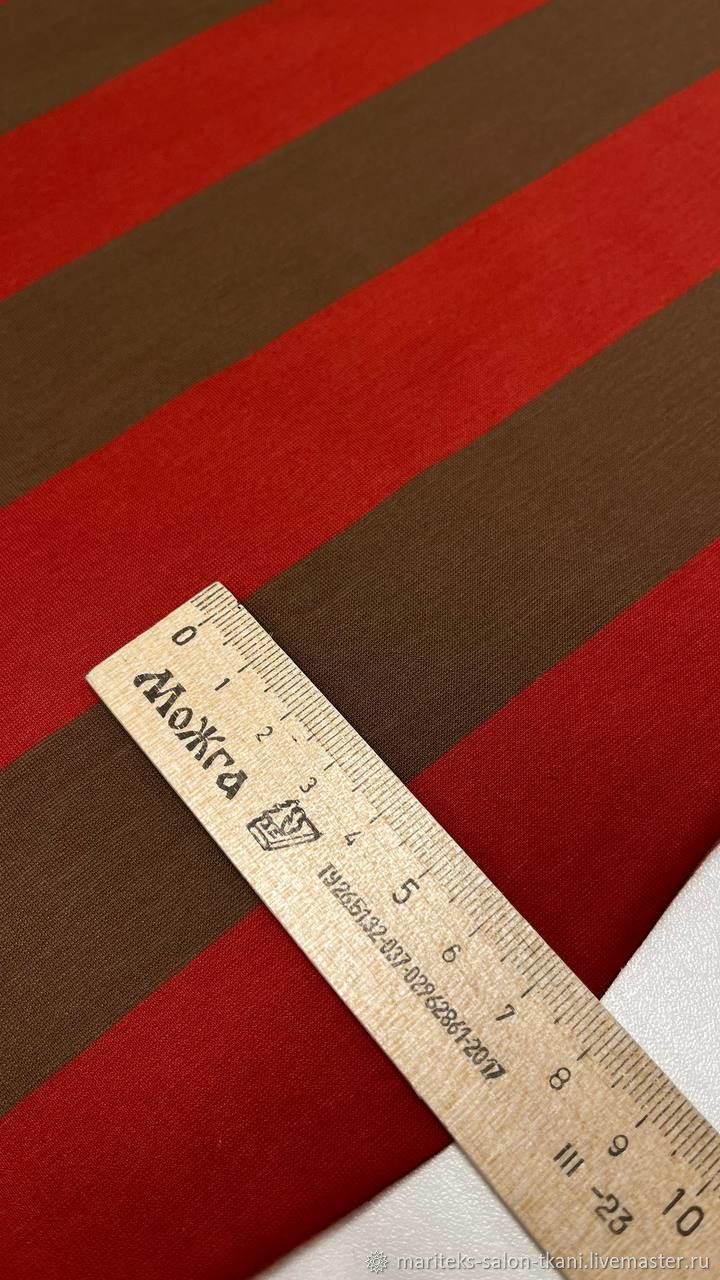 0 1 2 3 4 5 6 7 8 9 10
Можга
ТУ265132-037-02962861-2017
III -23
mariteks-salon-tkani.livemaster.ru